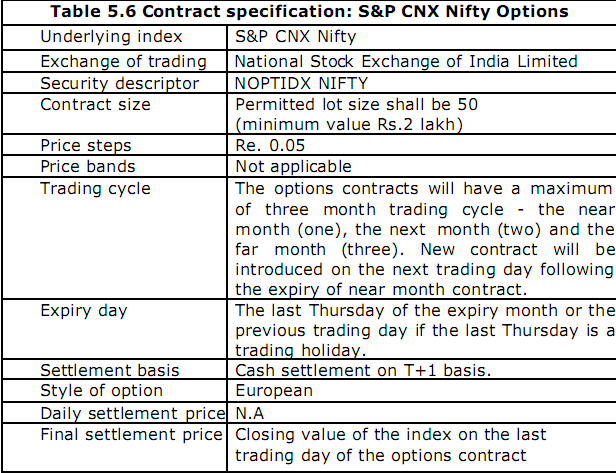 Table 5.6 Contract specification: S&P CNX Nifty Options
Underlying index S&P CNX Nifty
Exchange of trading National Stock Exchange of India Limited
Security descriptor NOPTIDX NIFTY
Contract size Permitted lot size shall be 50
(minimum value Rs.2 lakh)
Price steps Re. 0.05
Price bands Not applicable
Trading cycle The options contracts will have a maximum
of three month trading cycle - the near
month (one), the next month (two) and the
far month (three). New contract will be
introduced on the next trading day following
the expiry of near month contract.
Expiry day The last Thursday of the expiry month or the
previous trading day if the last Thursday is a
trading holiday.
Settlement basis Cash settlement on T+1 basis.
Style of option European
Daily settlement price N.A
Final settlement price Closing value of the index on the last
trading day of the options contract